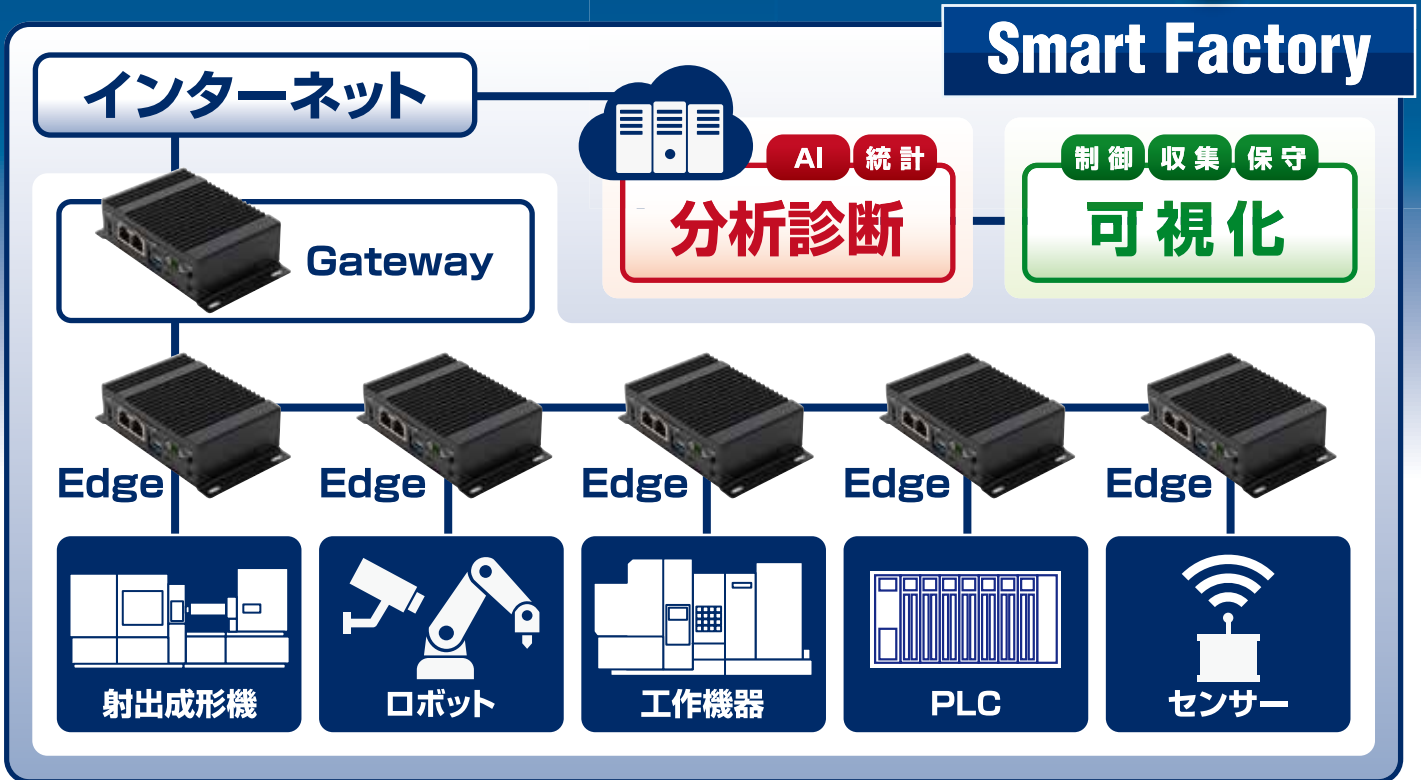 Smart Factory
インターネット
AI
統計
分析診断
制御
収集
保守
可視化
Gateway
Edge
Edge
Edge
Edge
Edge
射出成形機
ロボット
工作機器
PLC
センサー